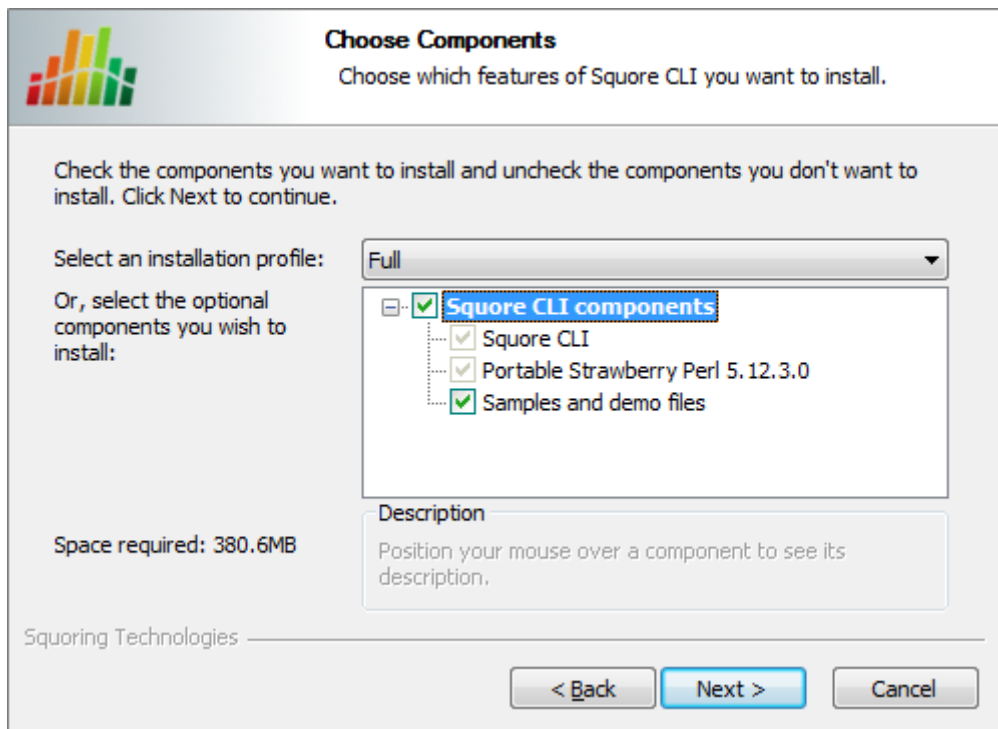 Choose Components
Choose which features of Squore CLI you want to install.
Check the components you want to install and uncheck the components you don't want to
install. Click Next to continue.
Select an installation profile:
Full
Or, select the optional
components you wish to
install:
Squore CLI components
Squore CLI
Portable Strawberry Perl 5.12.3.0
Samples and demo files
Space required: 380.6MB
Description
Position your mouse over a component to see its
description.
Squoring Technologies
< Back
Next >
Cancel